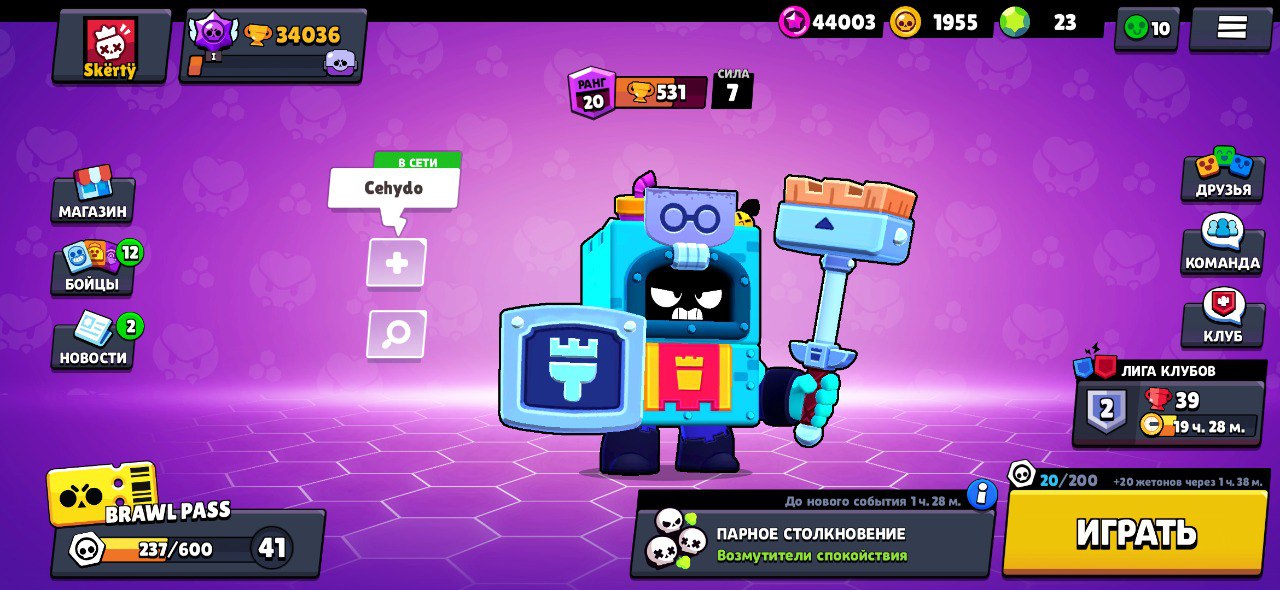 Skërtÿ
34036
I
44003
1955
23
10
РАНГ
20
531
СИЛА
7
В СЕТИ
Cehydo
МАГАЗИН
12
БОЙЦЫ
2
НОВОСТИ
ДРУЗЬЯ
КОМАНДА
КЛУБ
ЛИГА КЛУБОВ
2
39
19 ч. 28 м.
BRAWL PASS
237/600
41
До нового события 1 ч. 28 м.
i
ПАРНОЕ СТОЛКНОВЕНИЕ
Возмутители спокойствия
20/200
+20 жетонов через 1 ч. 38 м.
ИГРАТЬ